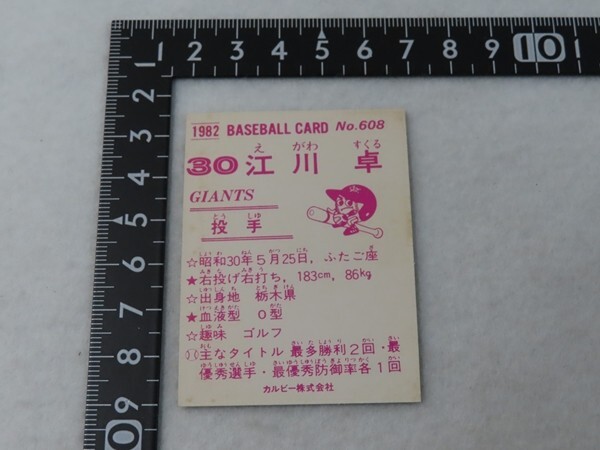 1 2 3 4 5 6 7 8 9 10
1
2
3
4
5
6
7
8
9
10
1982 BASEBALL CARD No.608
え がわ すぐる
30 江川 卓
GIANTS
とう しゆ
投手
しょうわ ねん がつ にち ざ
☆昭和30年5月25日, ふたご座
みぎな みぎう
★右投げ右打ち, 183cm, 86kg
しゅっしんち とちぎけん
☆出身地 栃木県
けつえきがた がた
★血液型 O型
しゅみ
☆趣味 ゴルフ
おも さいたしょうり かい さい
主なタイトル 最多勝利2回・最
ゆうしゅうせんしゅ さいゆうしゅうぼうぎょりつかく かい
優秀選手・最優秀防御率各1回
カルビー株式会社